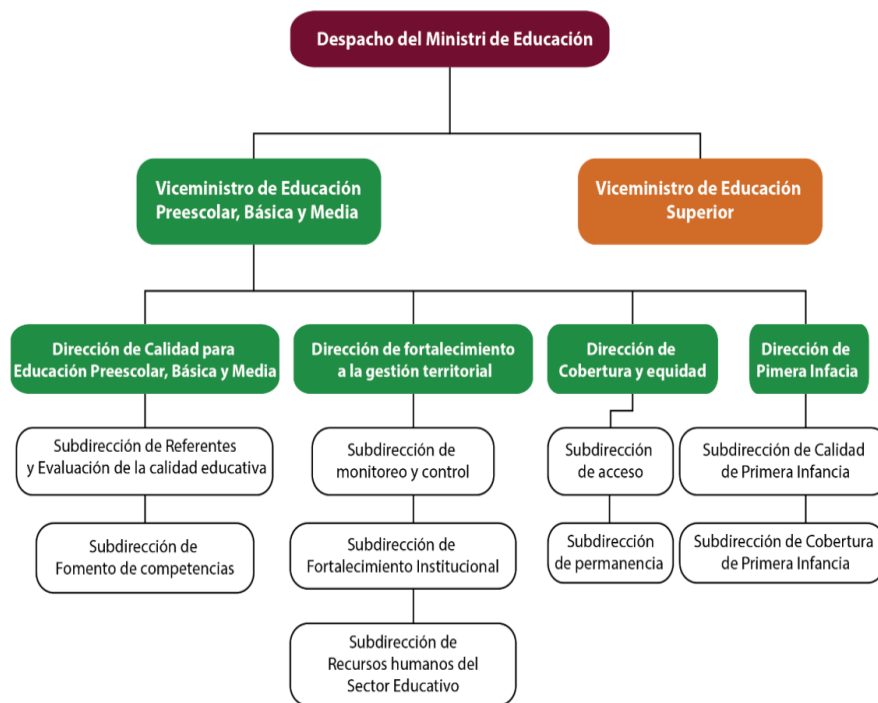 Despacho del Ministri de Educación
Viceministro de Educación
Preescolar, Básica y Media
Viceministro de Educación
Superior
Dirección de Calidad para
Educación Preescolar, Básica y Media
Dirección de fortalecimiento
a la gestión territorial
Dirección de
Cobertura y equidad
Dirección de
Pimera Infacia
Subdirección de Referentes
y Evaluación de la calidad educativa
Subdirección de
monitoreo y control
Subdirección
de acceso
Subdirección de Calidad
de Primera Infancia
Subdirección de
Fomento de competencias
Subdirección de
Fortalecimiento Institucional
Subdirección
de permanencia
Subdirección de Cobertura
de Primera Infancia
Subdirección de
Recursos humanos del
Sector Educativo